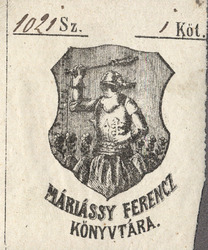 1021 Sz. 1 Köt.
MÁRIÁSSY FERENCZ
KÖNYVTÁRA.